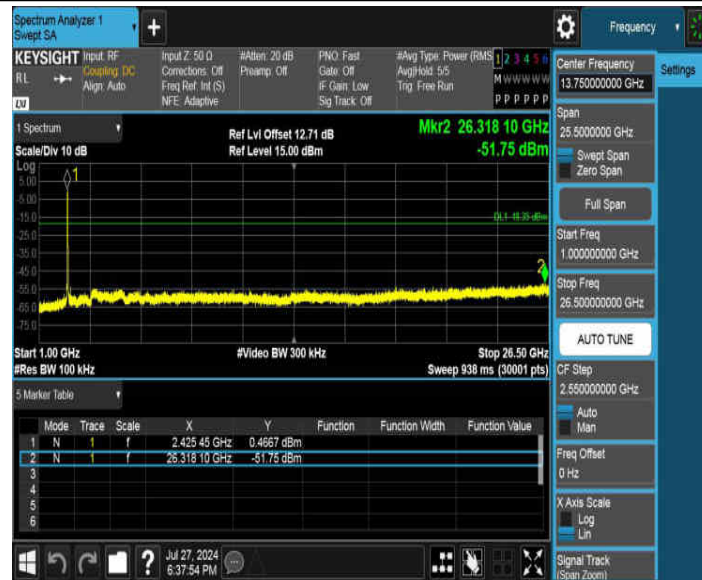 Spectrum Analyzer 1
Swept SA
+
Frequency
KEYSIGHT
RL
LXI
Input: RF
Coupling: DC
Align: Auto
Input Z: 50 Ω
Corrections: Off
Freq Ref: Int (S)
NFE: Adaptive
#Atten: 20 dB
Preamp: Off
PNO: Fast
Gate: Off
IF Gain: Low
Sig Track: Off
#Avg Type: Power (RMS
Avg|Hold: 5/5
Trig: Free Run
1 2 3 4 5 6
M W W W W W
P P P P P P
1 Spectrum
Scale/Div 10 dB
Ref Lvl Offset 12.71 dB
Ref Level 15.00 dBm
Mkr2 26.318 10 GHz
-51.75 dBm
Log
5.00
-5.00
-15.0
-25.0
-35.0
-45.0
-55.0
-65.0
-75.0
1
DL1 -19.35 dBm
2
Start 1.00 GHz
#Res BW 100 kHz
#Video BW 300 kHz
Stop 26.50 GHz
Sweep 938 ms (30001 pts)
5 Marker Table
Mode Trace Scale X Y Function Function Width Function Value
1 N 1 f 2.425 45 GHz 0.4667 dBm
2 N 1 f 26.318 10 GHz -51.75 dBm
3
4
5
6
?
Jul 27, 2024
6:37:54 PM
Center Frequency
13.750000000 GHz
Settings
Span
25.5000000 GHz
Swept Span
Zero Span
Full Span
Start Freq
1.000000000 GHz
Stop Freq
26.500000000 GHz
AUTO TUNE
CF Step
2.550000000 GHz
Auto
Man
Freq Offset
0 Hz
X Axis Scale
Log
Lin
Signal Track
(Span Zoom)